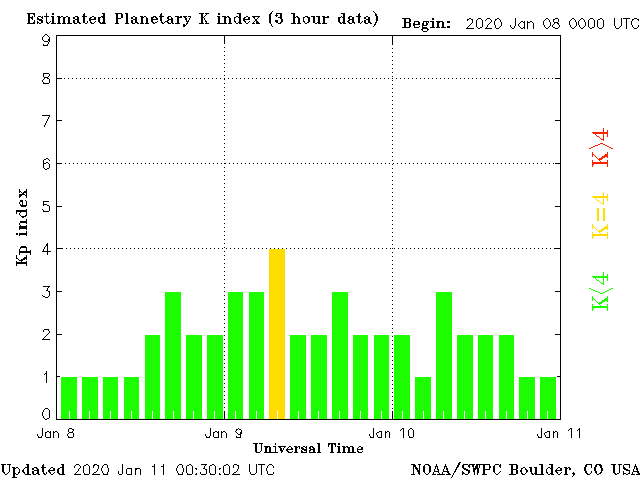 Estimated Planetary K index (3 hour data)
Begin: 2020 Jan 08 0000 UTC
9
8
7
6
5
4
3
2
1
0
Kp index
K>4
K=4
K<4
Jan 8
Jan 9
Jan 10
Jan 11
Universal Time
Updated 2020 Jan 11 00:30:02 UTC
NOAA/SWPC Boulder, CO USA